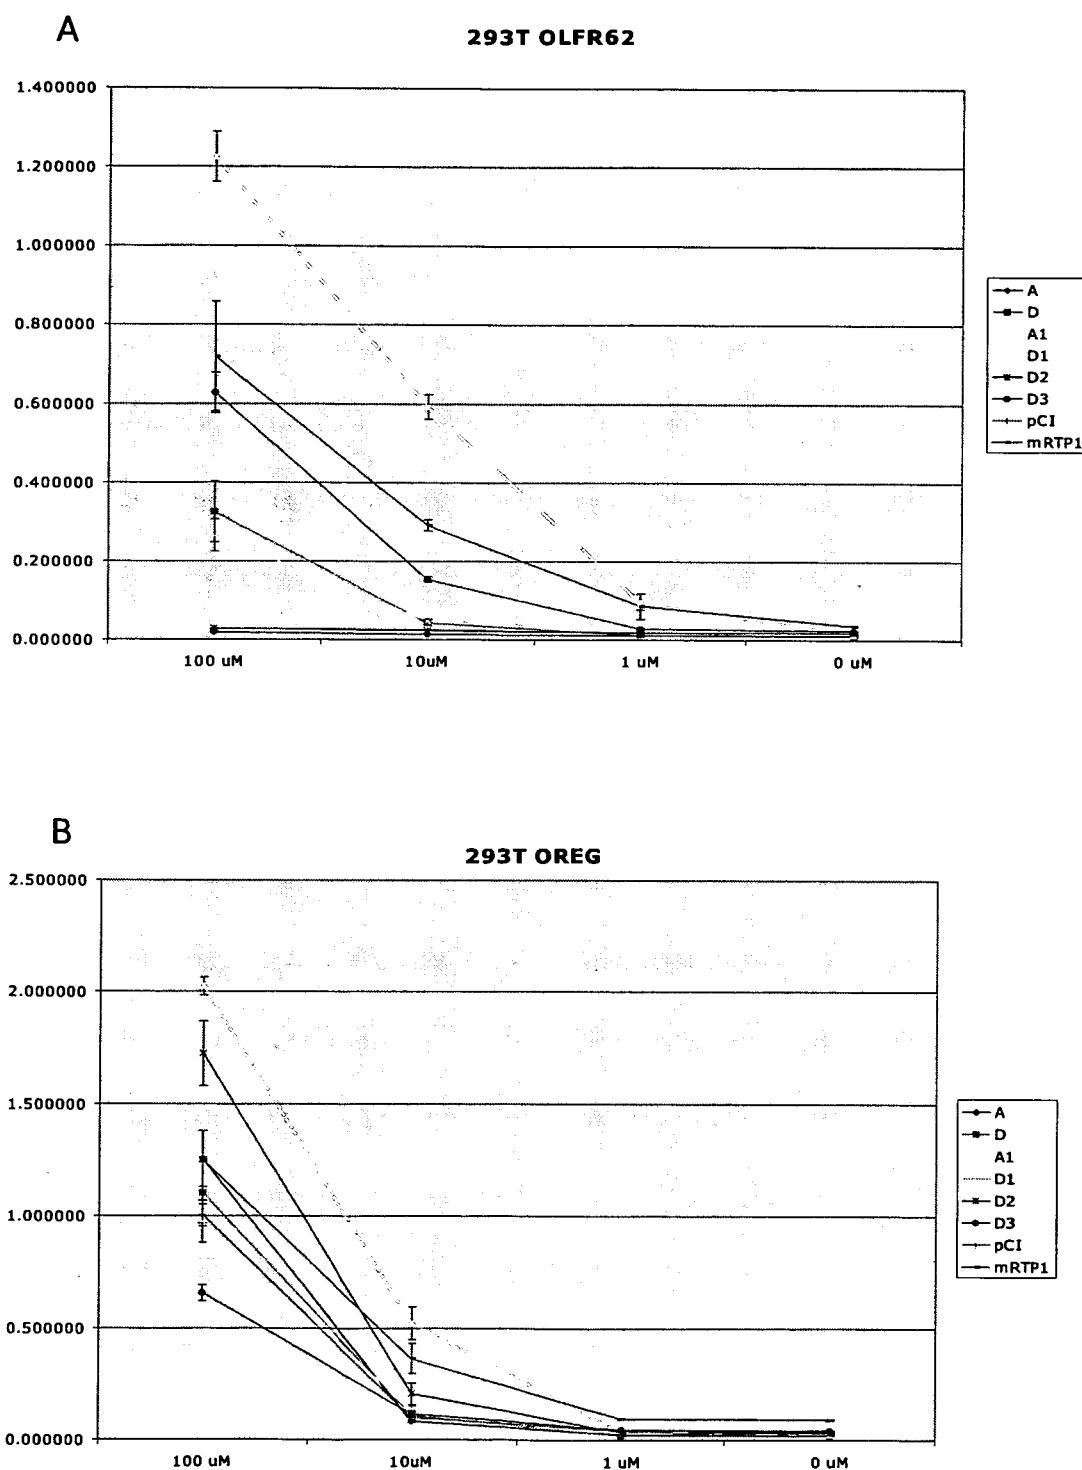 A
293T OLFR62
1.400000
1.200000
1.000000
0.800000
0.600000
0.400000
0.200000
0.000000
100 uM 10uM 1 uM 0 uM
A
D
A1
D1
D2
D3
pCI
mRTP1
B
293T OREG
2.500000
2.000000
1.500000
1.000000
0.500000
0.000000
100 uM 10uM 1 uM 0 uM
A
D
A1
D1
D2
D3
pCI
mRTP1